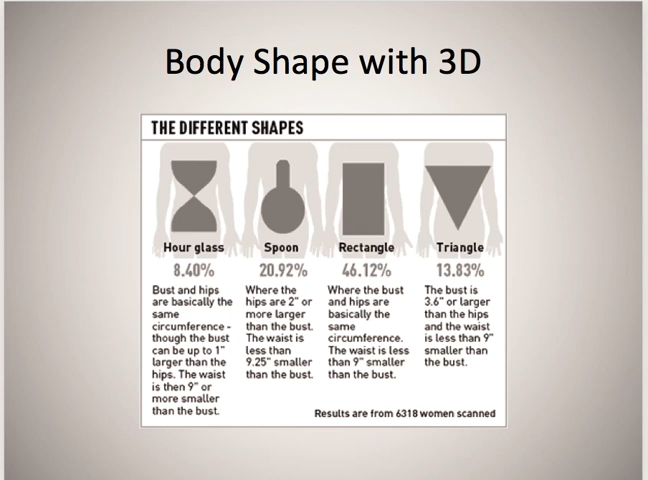 Body Shape with 3D
THE DIFFERENT SHAPES
Hour glass
8.40%
Bust and hips
are basically the
same
circumference -
though the bust
can be up to 1"
larger than the
hips. The waist
is then 9" or
more smaller
than the bust.
Spoon
20.92%
Where the
hips are 2" or
more larger
than the bust.
The waist is
less than
9.25" smaller
than the bust.
Rectangle
46.12%
Where the bust
and hips are
basically the
same
circumference.
The waist is less
than 9" smaller
than the bust.
Triangle
13.83%
The bust is
3.6" or larger
than the hips
and the waist
is less than 9"
smaller than
the bust.
Results are from 6318 women scanned